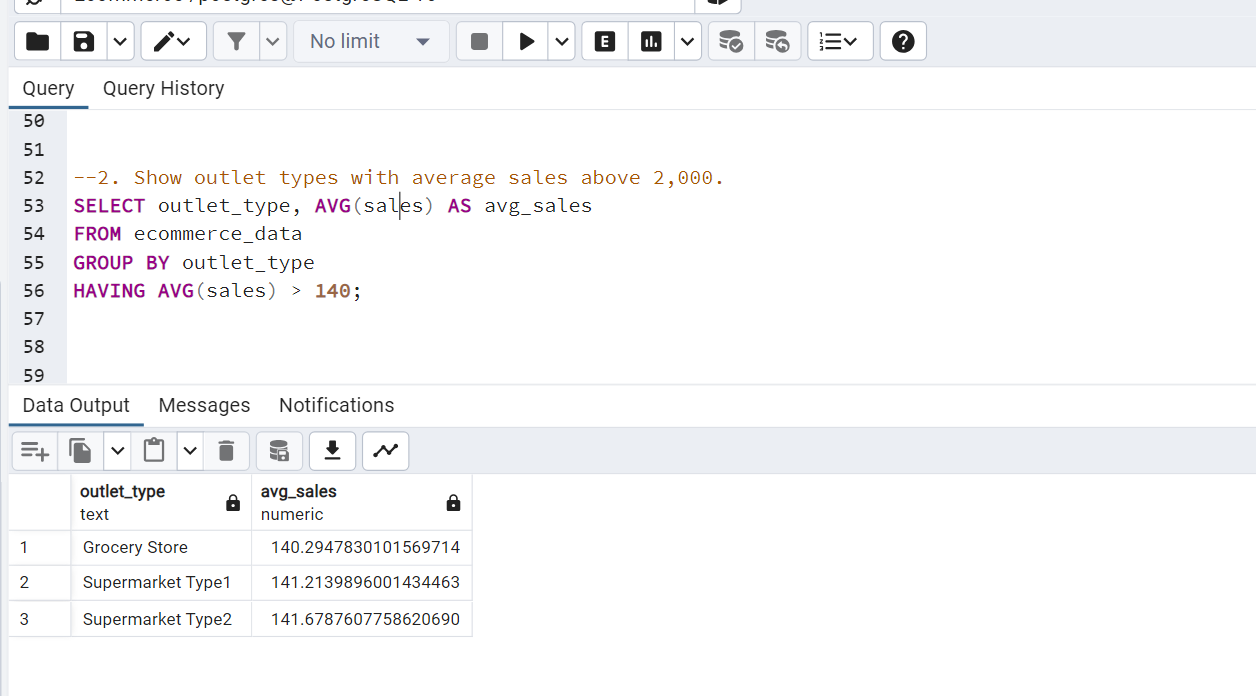 No limit
E
Query Query History
50
51
52 --2. Show outlet types with average sales above 2,000.
53 SELECT outlet_type, AVG(sales) AS avg_sales
54 FROM ecommerce_data
55 GROUP BY outlet_type
56 HAVING AVG(sales) > 140;
57
58
59
Data Output Messages Notifications
outlet_type avg_sales
text numeric
1 Grocery Store 140.2947830101569714
2 Supermarket Type1 141.2139896001434463
3 Supermarket Type2 141.6787607758620690